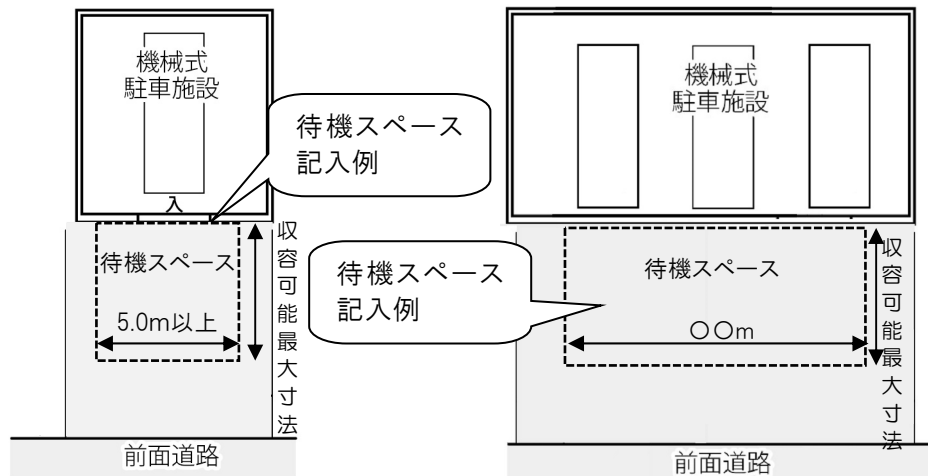 機械式
駐車施設
入
待機スペース
記入例
待機スペース
5.0m以上
収容可能最大寸法
前面道路
機械式
駐車施設
待機スペース
記入例
待機スペース
○○m
収容可能最大寸法
前面道路